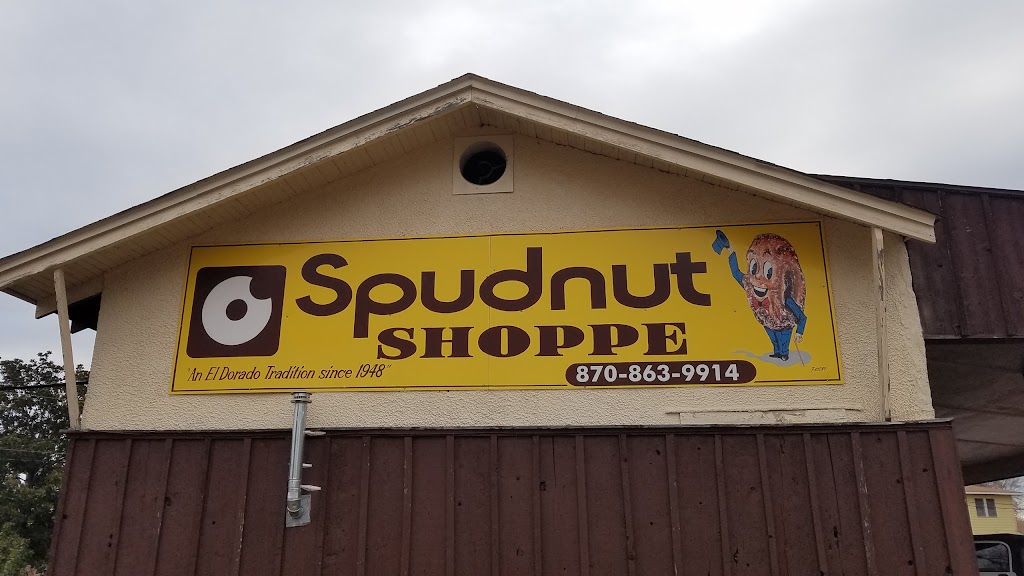 Spudnut
SHOPPE
"An El Dorado Tradition since 1948"
870-863-9914